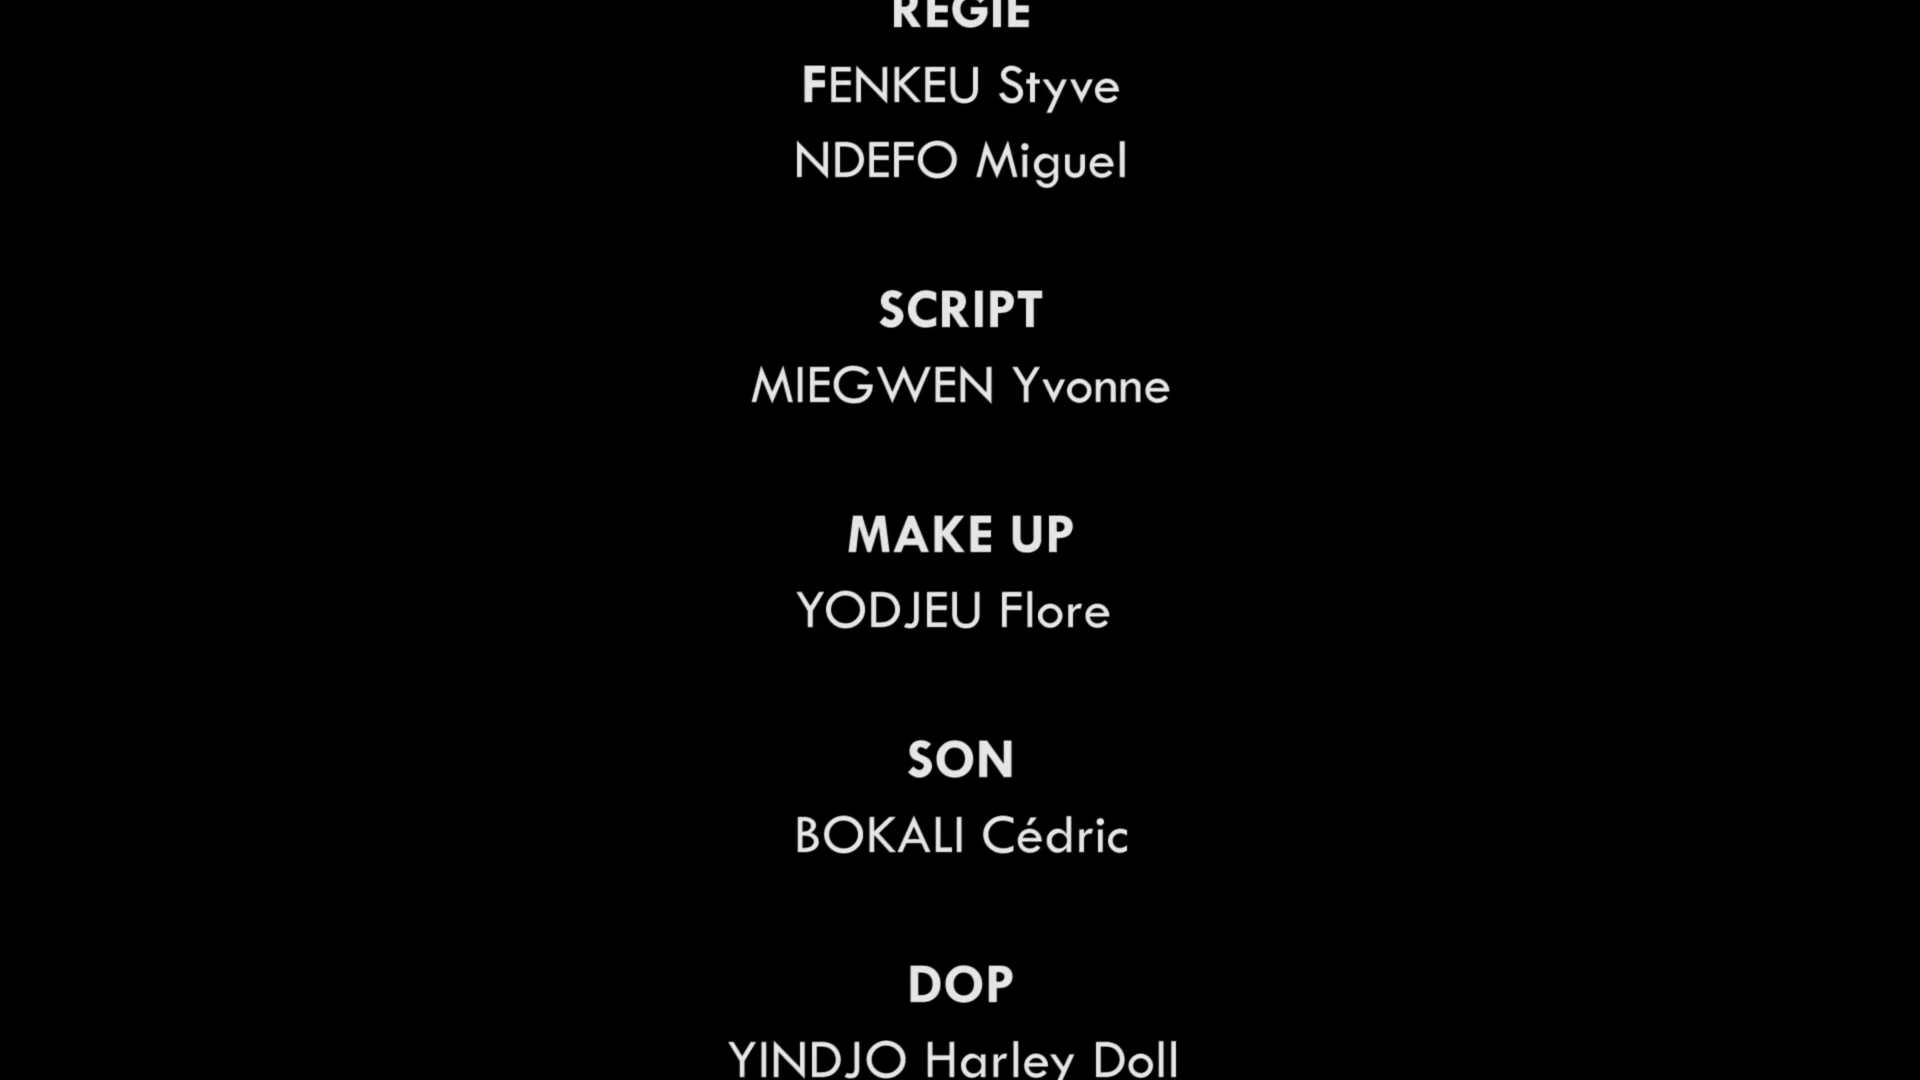 REGIE
FENKEU Styve
NDEFO Miguel
SCRIPT
MIEGWEN Yvonne
MAKE UP
YODJEU Flore
SON
BOKALI Cédric
DOP
YINDJO Harley Doll